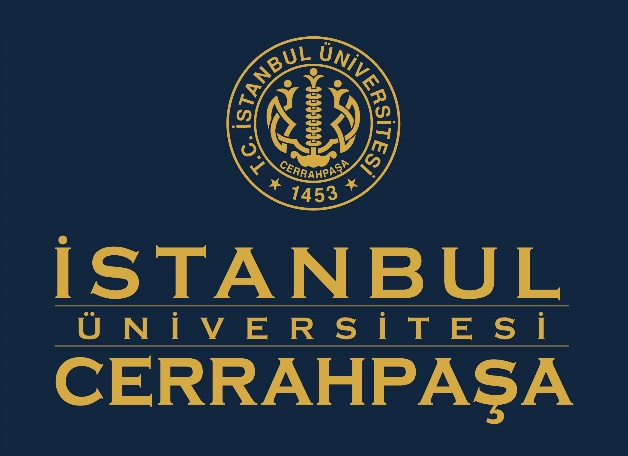 T.C. İSTANBUL ÜNİVERSİTESİ
CERRAHPAŞA
1453
İSTANBUL
ÜNİVERSİTESİ
CERRAHPAŞA